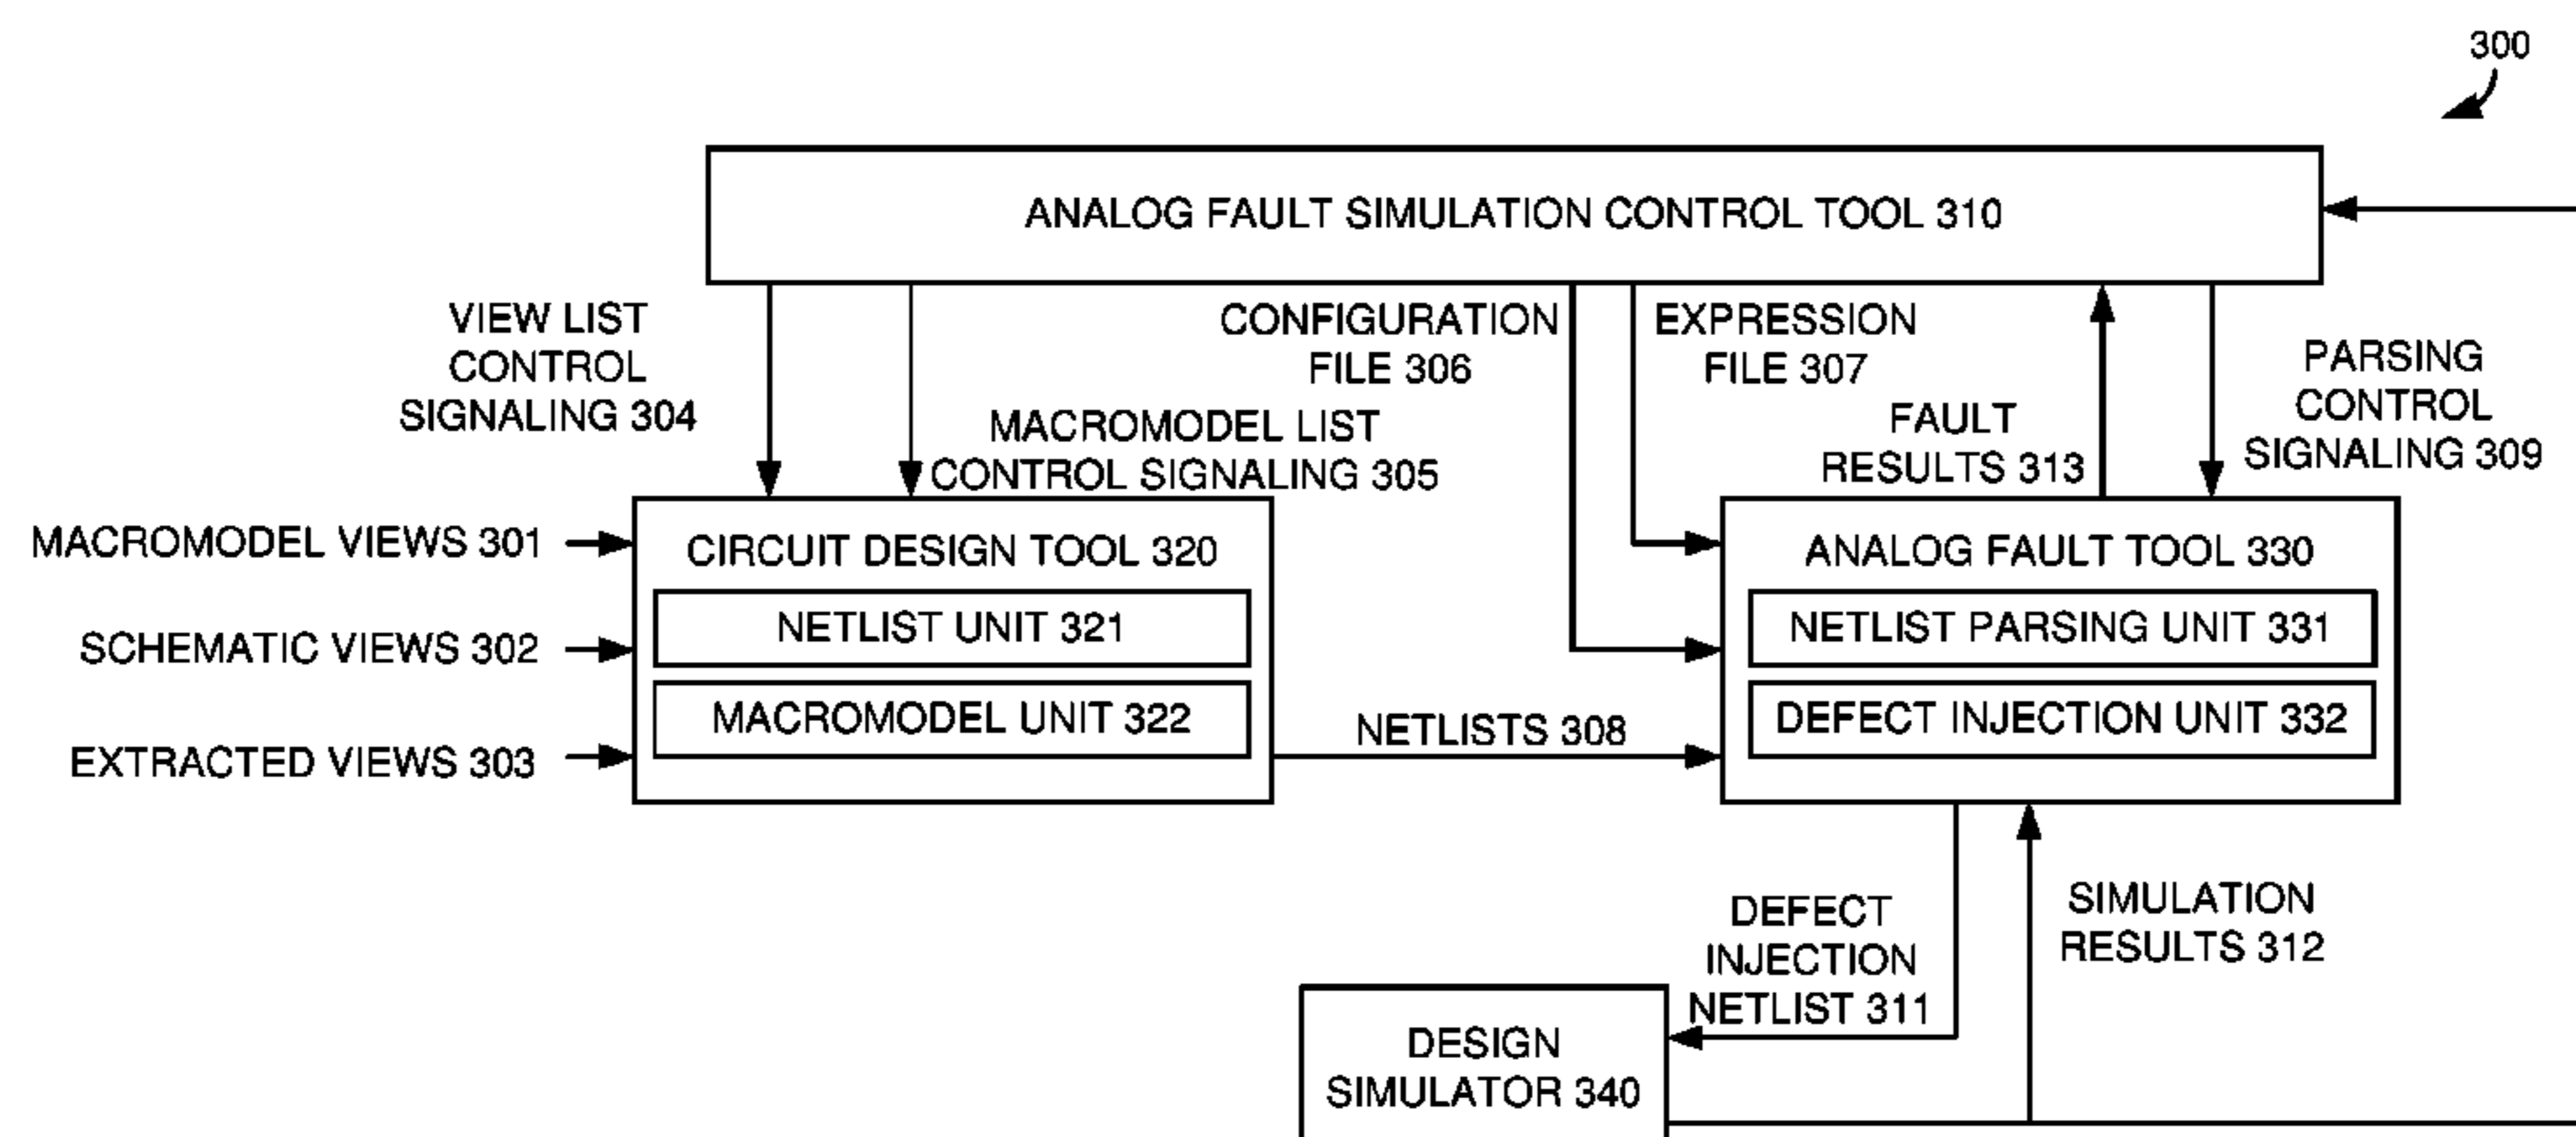 300
ANALOG FAULT SIMULATION CONTROL TOOL 310
VIEW LIST
CONTROL
SIGNALING 304
MACROMODEL LIST
CONTROL SIGNALING 305
CONFIGURATION
FILE 306
EXPRESSION
FILE 307
FAULT
RESULTS 313
PARSING
CONTROL
SIGNALING 309
MACROMODEL VIEWS 301
SCHEMATIC VIEWS 302
EXTRACTED VIEWS 303
CIRCUIT DESIGN TOOL 320
NETLIST UNIT 321
MACROMODEL UNIT 322
NETLISTS 308
ANALOG FAULT TOOL 330
NETLIST PARSING UNIT 331
DEFECT INJECTION UNIT 332
DEFECT
INJECTION
NETLIST 311
SIMULATION
RESULTS 312
DESIGN
SIMULATOR 340